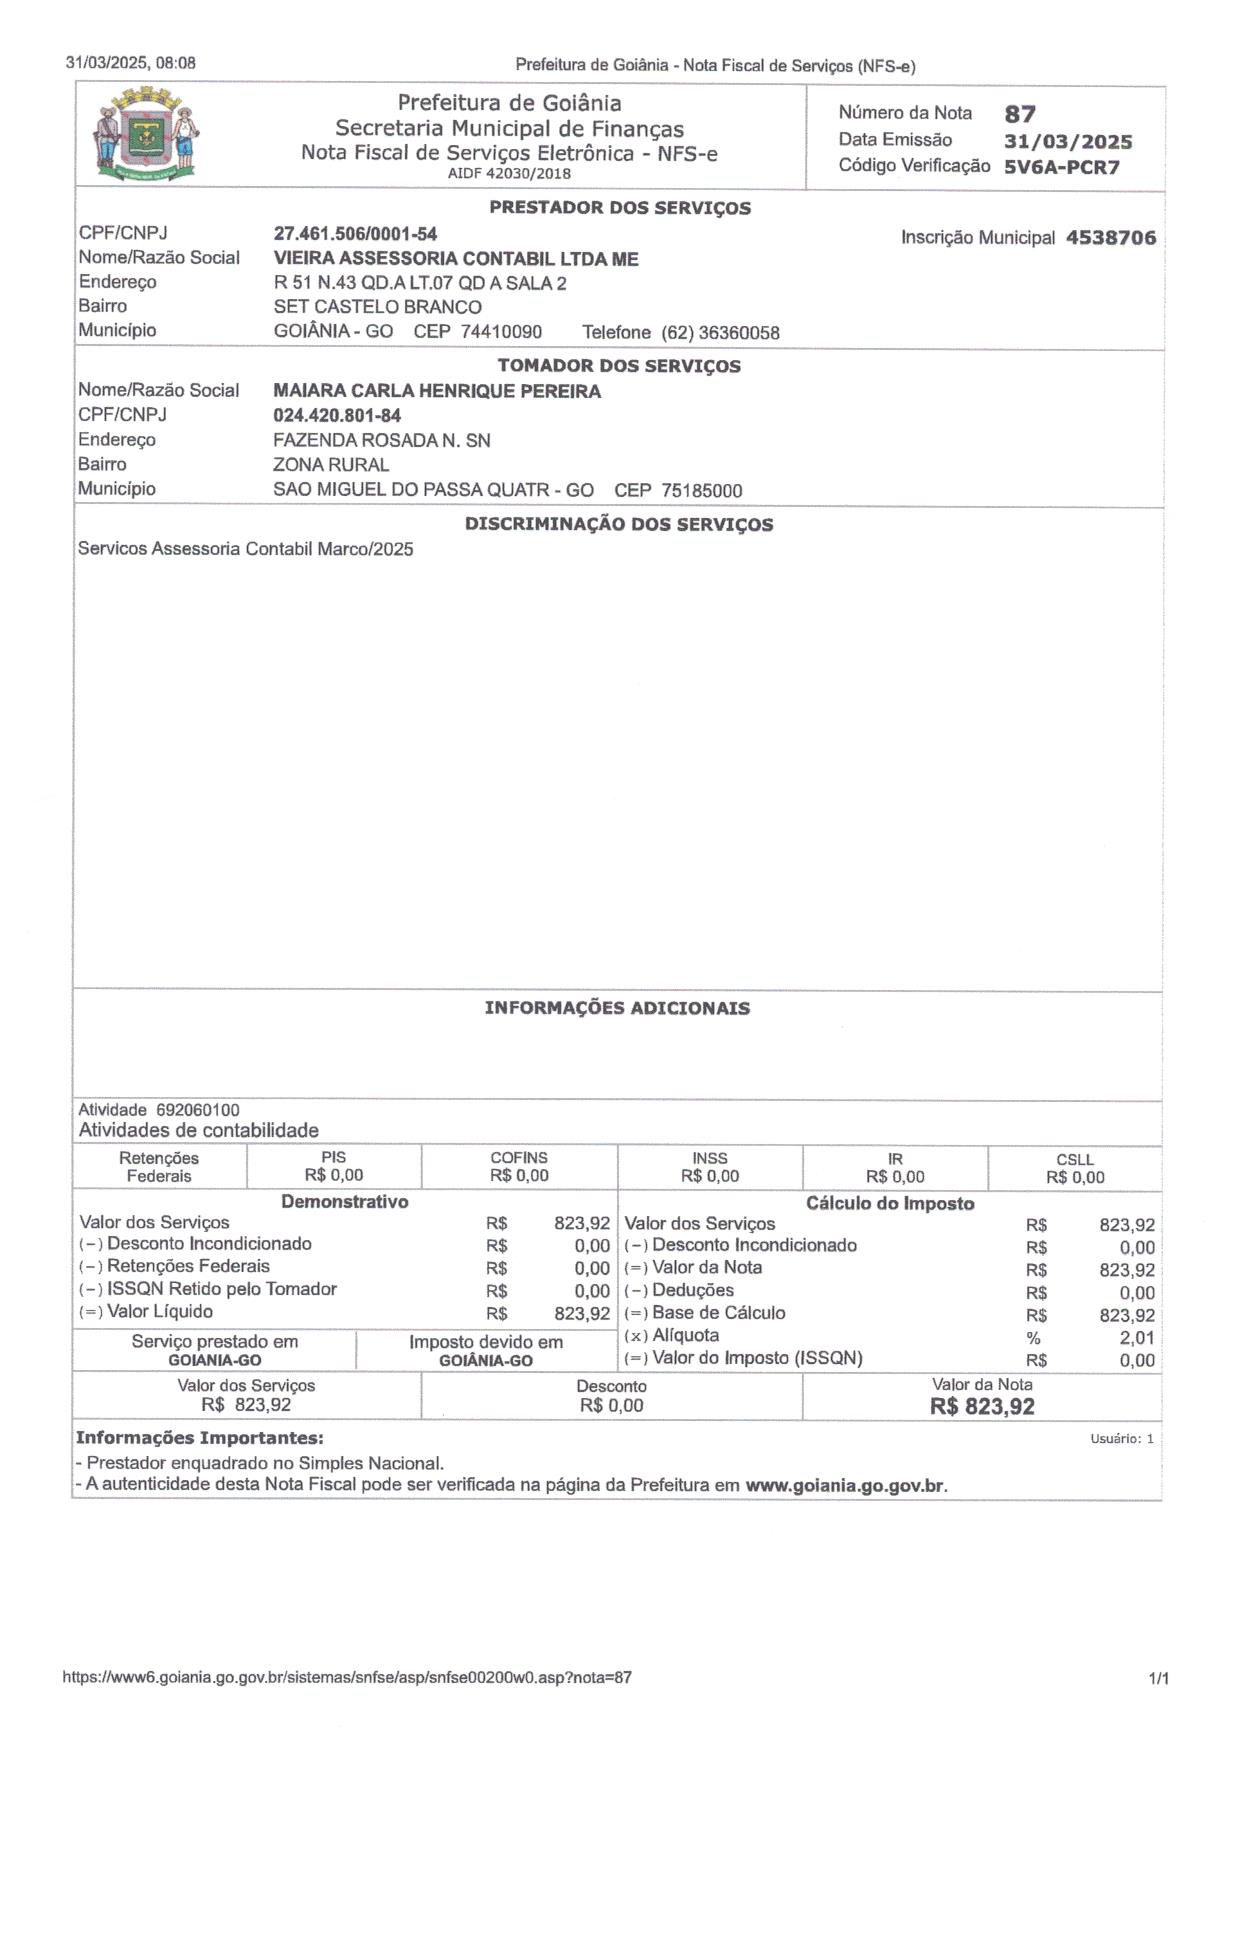 31/03/2025, 08:08 Prefeitura de Goiânia - Nota Fiscal de Serviços (NFS-e)
Prefeitura de Goiânia
Secretaria Municipal de Finanças
Nota Fiscal de Serviços Eletrônica - NFS-e
AIDF 42030/2018
Número da Nota 87
Data Emissão 31/03/2025
Código Verificação 5V6A-PCR7
PRESTADOR DOS SERVIÇOS
CPF/CNPJ 27.461.506/0001-54 Inscrição Municipal 4538706
Nome/Razão Social VIEIRA ASSESSORIA CONTABIL LTDA ME
Endereço R 51 N.43 QD.A LT.07 QD A SALA 2
Bairro SET CASTELO BRANCO
Município GOIÂNIA - GO CEP 74410090 Telefone (62) 36360058
TOMADOR DOS SERVIÇOS
Nome/Razão Social MAIARA CARLA HENRIQUE PEREIRA
CPF/CNPJ 024.420.801-84
Endereço FAZENDA ROSADA N. SN
Bairro ZONA RURAL
Município SAO MIGUEL DO PASSA QUATR - GO CEP 75185000
DISCRIMINAÇÃO DOS SERVIÇOS
Servicos Assessoria Contabil Marco/2025
INFORMAÇÕES ADICIONAIS
Atividade 692060100
Atividades de contabilidade
Retenções Federais
PIS R$ 0,00
COFINS R$ 0,00
INSS R$ 0,00
IR R$ 0,00
CSLL R$ 0,00
Demonstrativo
Valor dos Serviços R$ 823,92
(-) Desconto Incondicionado R$ 0,00
(-) Retenções Federais R$ 0,00
(-) ISSQN Retido pelo Tomador R$ 0,00
(=) Valor Líquido R$ 823,92
Serviço prestado em
GOIANIA-GO
Imposto devido em
GOIÂNIA-GO
Cálculo do Imposto
Valor dos Serviços R$ 823,92
(-) Desconto Incondicionado R$ 0,00
(=) Valor da Nota R$ 823,92
(-) Deduções R$ 0,00
(=) Base de Cálculo R$ 823,92
(x) Alíquota % 2,01
(=) Valor do Imposto (ISSQN) R$ 0,00
Valor dos Serviços
R$ 823,92
Desconto
R$ 0,00
Valor da Nota
R$ 823,92
Informações Importantes: Usuário: 1
- Prestador enquadrado no Simples Nacional.
- A autenticidade desta Nota Fiscal pode ser verificada na página da Prefeitura em www.goiania.go.gov.br.
https://www6.goiania.go.gov.br/sistemas/snfse/asp/snfse00200w0.asp?nota=87 1/1